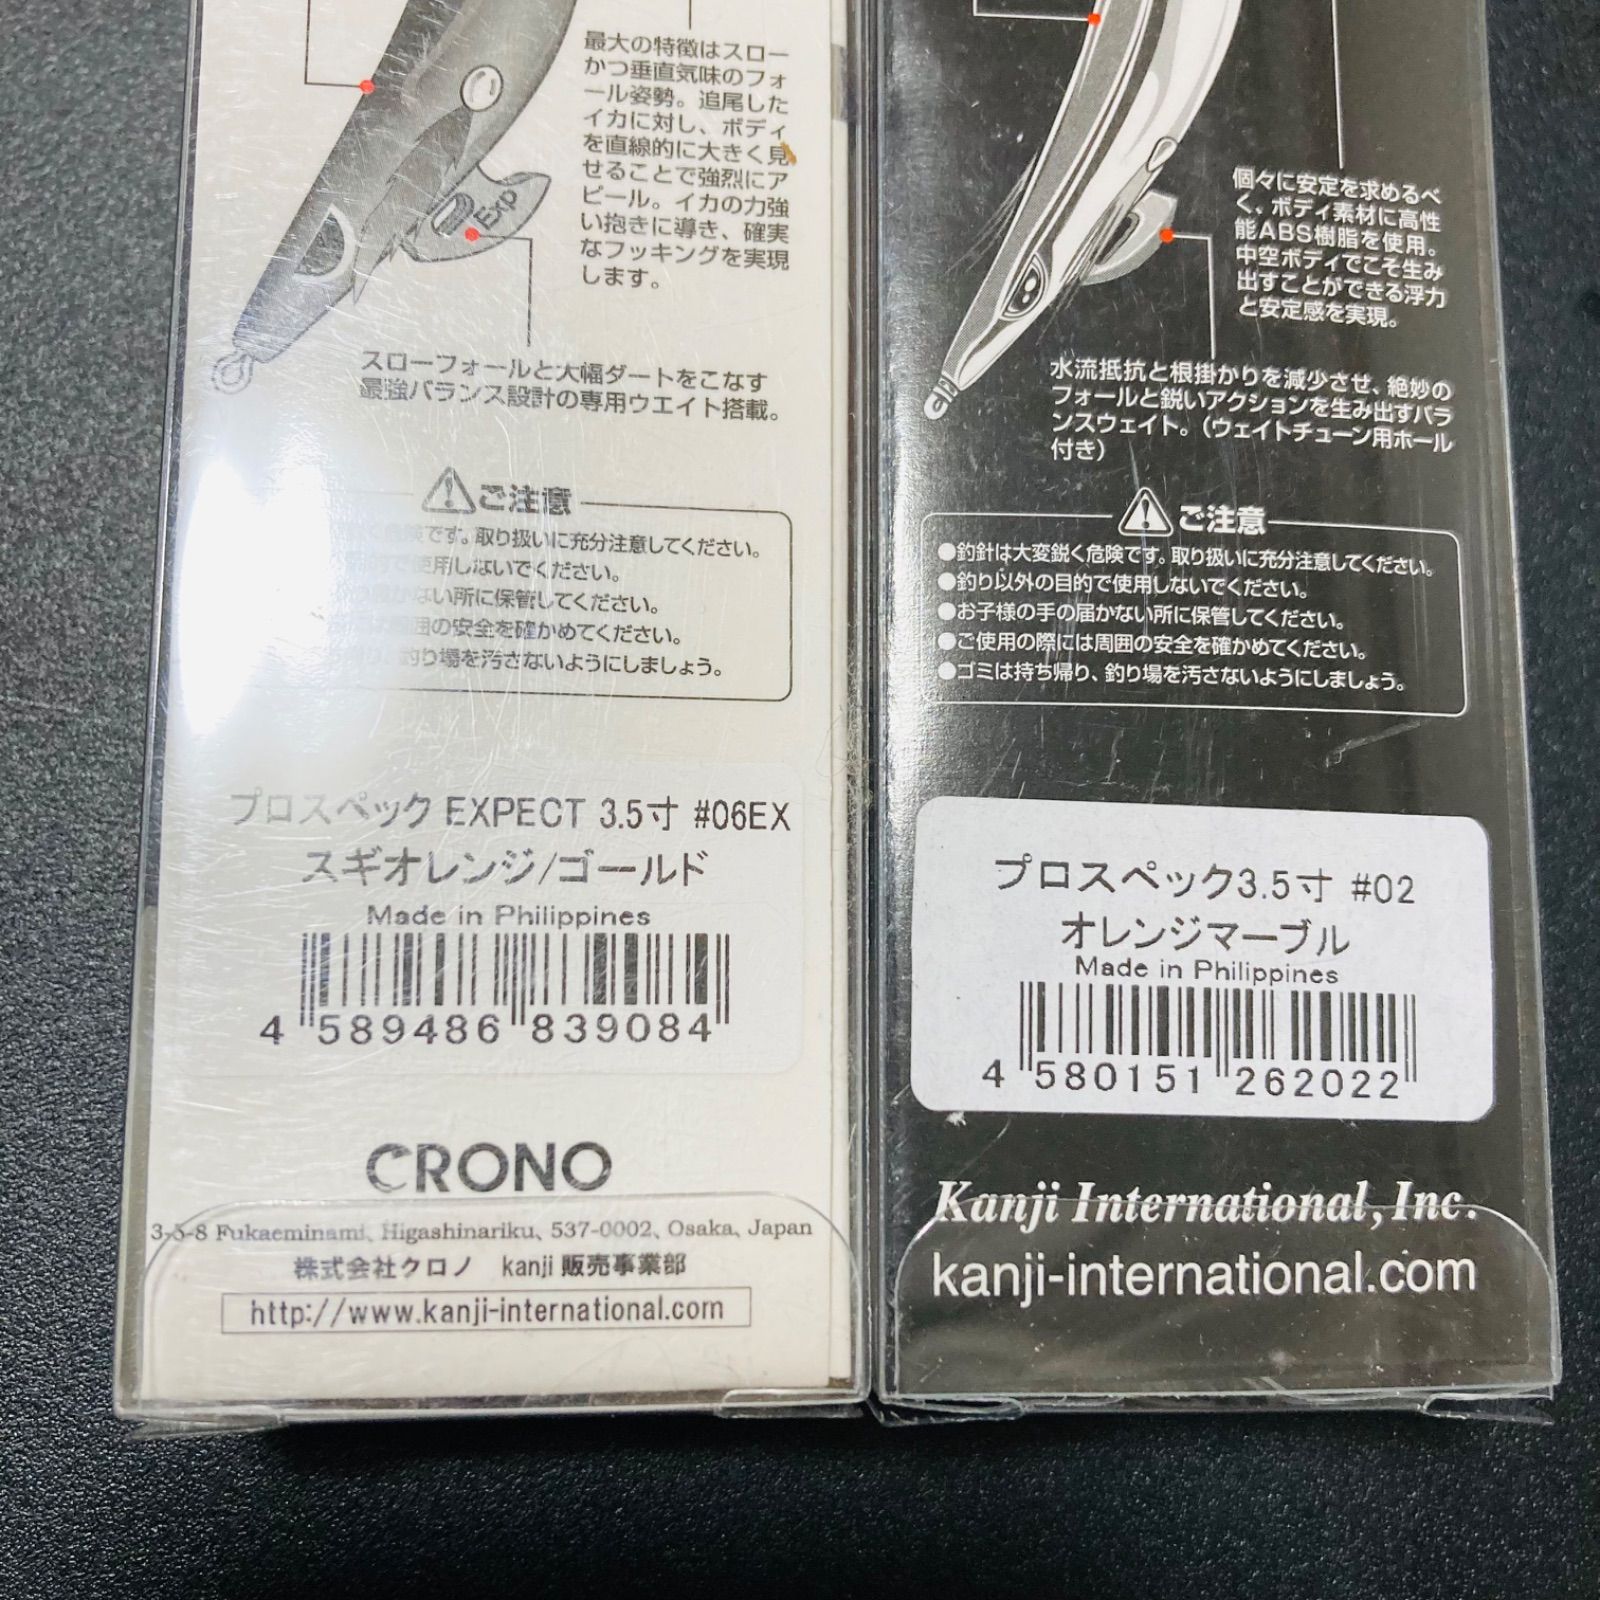 最大の特徴はスロー
かつ垂直気味のフォ
ール姿勢。追尾した
イカに対し、ボディ
を直線的に大きく見
せることで強烈にア
ピール。イカの力強
い抱きに導き、確実
なフッキングを実現
します。
Exp
スローフォールと大幅ダートをこなす
最強バランス設計の専用ウエイト搭載。
ご注意
く危険です。取り扱いに充分注意してください。
で使用しないでください。
かない所に保管してください。
囲の安全を確かめてください。
り、釣り場を汚さないようにしましょう。
プロスペック EXPECT 3.5寸 #06EX
スギオレンジ/ゴールド
Made in Philippines
4 589486 839084
CRONO
3-5-8 Fukaeminami, Higashinariku, 537-0002, Osaka, Japan
株式会社クロノ kanji 販売事業部
http://www.kanji-international.com
個々に安定を求めるべ
く、ボディ素材に高性
能ABS樹脂を使用。
中空ボディでこそ生み
出すことができる浮力
と安定感を実現。
水流抵抗と根掛かりを減少させ、絶妙の
フォールと鋭いアクションを生み出すバラ
ンスウェイト。(ウェイトチューン用ホール
付き)
ご注意
●釣針は大変鋭く危険です。取り扱いに充分注意してください。
●釣り以外の目的で使用しないでください。
●お子様の手の届かない所に保管してください。
●ご使用の際には周囲の安全を確かめてください。
●ゴミは持ち帰り、釣り場を汚さないようにしましょう。
プロスペック3.5寸 #02
オレンジマーブル
Made in Philippines
4 580151 262022
Kanji International, Inc.
kanji-international.com